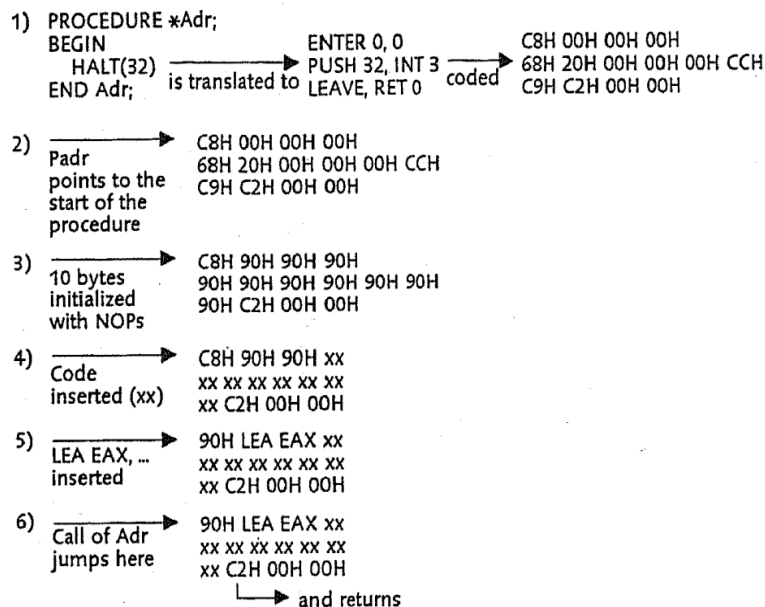 1) PROCEDURE *Adr;
BEGIN
HALT(32)
END Adr;
is translated to
ENTER 0, 0
PUSH 32, INT 3
LEAVE, RET 0
coded
C8H 00H 00H 00H
68H 20H 00H 00H 00H CCH
C9H C2H 00H 00H
2)
Padr
points to the
start of the
procedure
C8H 00H 00H 00H
68H 20H 00H 00H 00H CCH
C9H C2H 00H 00H
3)
10 bytes
initialized
with NOPs
C8H 90H 90H 90H
90H 90H 90H 90H 90H 90H
90H C2H 00H 00H
4)
Code
inserted (xx)
C8H 90H 90H xx
xx xx xx xx xx xx
xx C2H 00H 00H
5)
LEA EAX, ...
inserted
90H LEA EAX xx
xx xx xx xx xx xx
xx C2H 00H 00H
6)
Call of Adr
jumps here
90H LEA EAX xx
xx xx xx xx xx xx
xx C2H 00H 00H
and returns